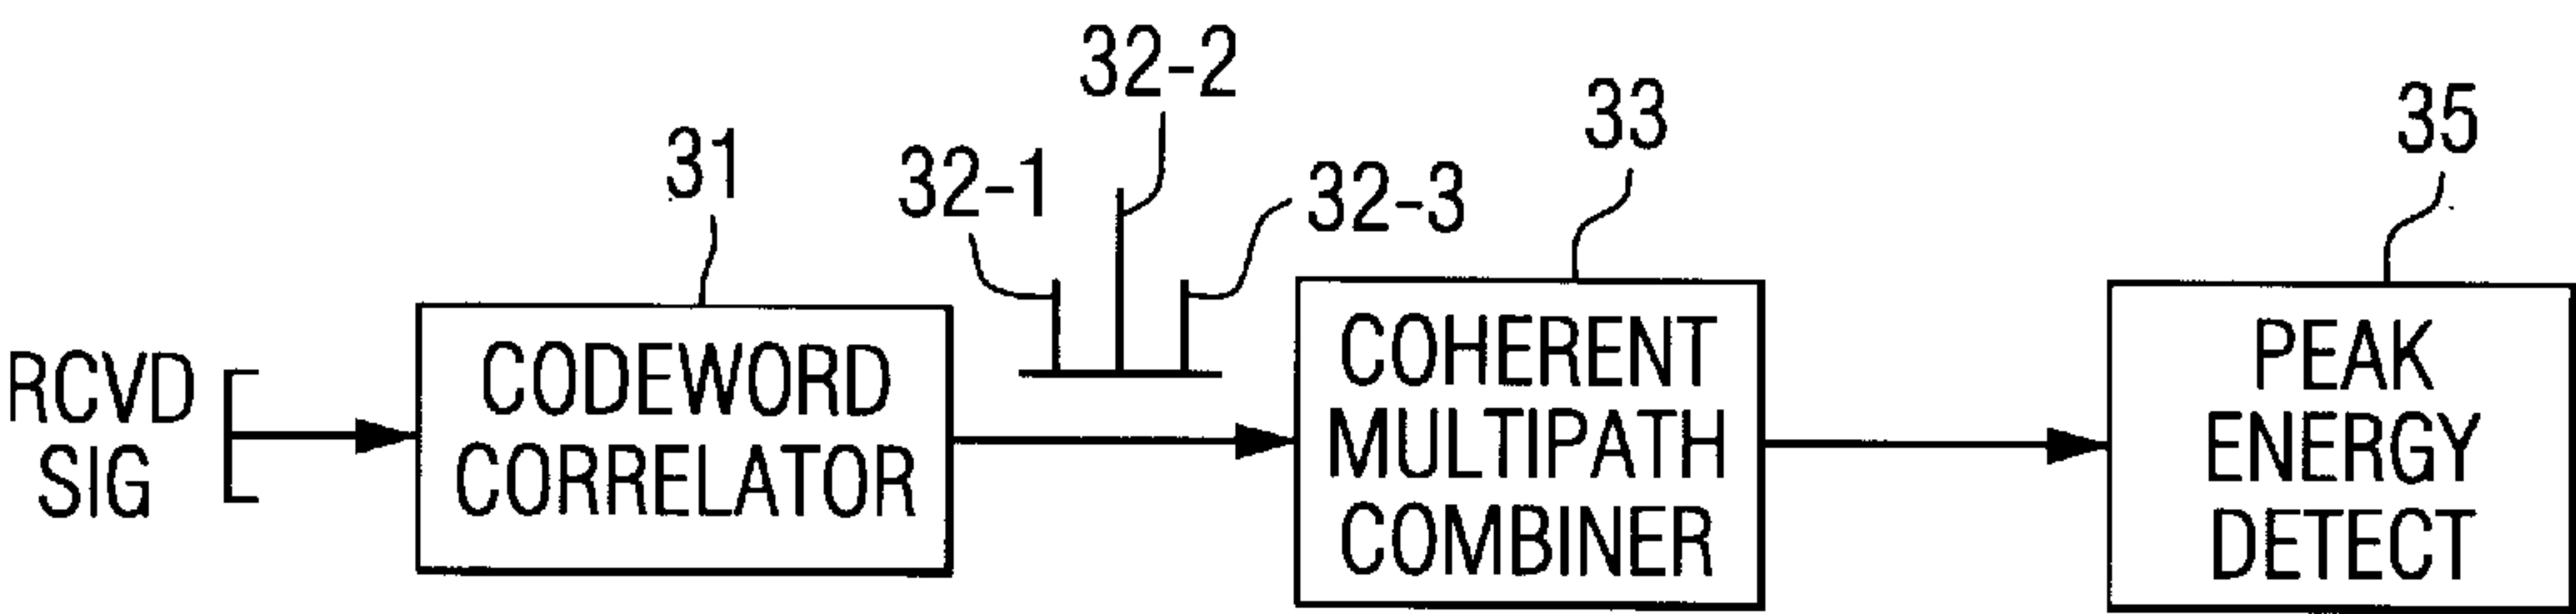 32-2
33
35
31
32-1
32-3
RCVD
SIG
CODEWORD
CORRELATOR
COHERENT
MULTIPATH
COMBINER
PEAK
ENERGY
DETECT